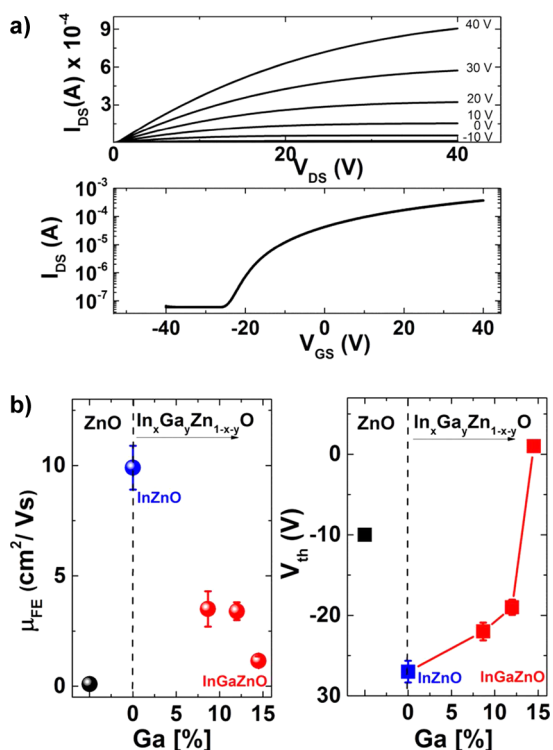 a)
I_DS(A) x 10^-4
9
6
3
40 V
30 V
20 V
10 V
0 V
-10 V
0 20 40
V_DS (V)
I_DS (A)
10^-3
10^-4
10^-5
10^-6
10^-7
-40 -20 0 20 40
V_GS (V)
b)
ZnO In_xGa_yZn_1-x-yO
μ_FE (cm^2/ Vs)
10
5
0
InZnO
InGaZnO
0 5 10 15
Ga [%]
ZnO In_xGa_yZn_1-x-yO
V_th (V)
0
-10
-20
30
InZnO
InGaZnO
0 5 10 15
Ga [%]